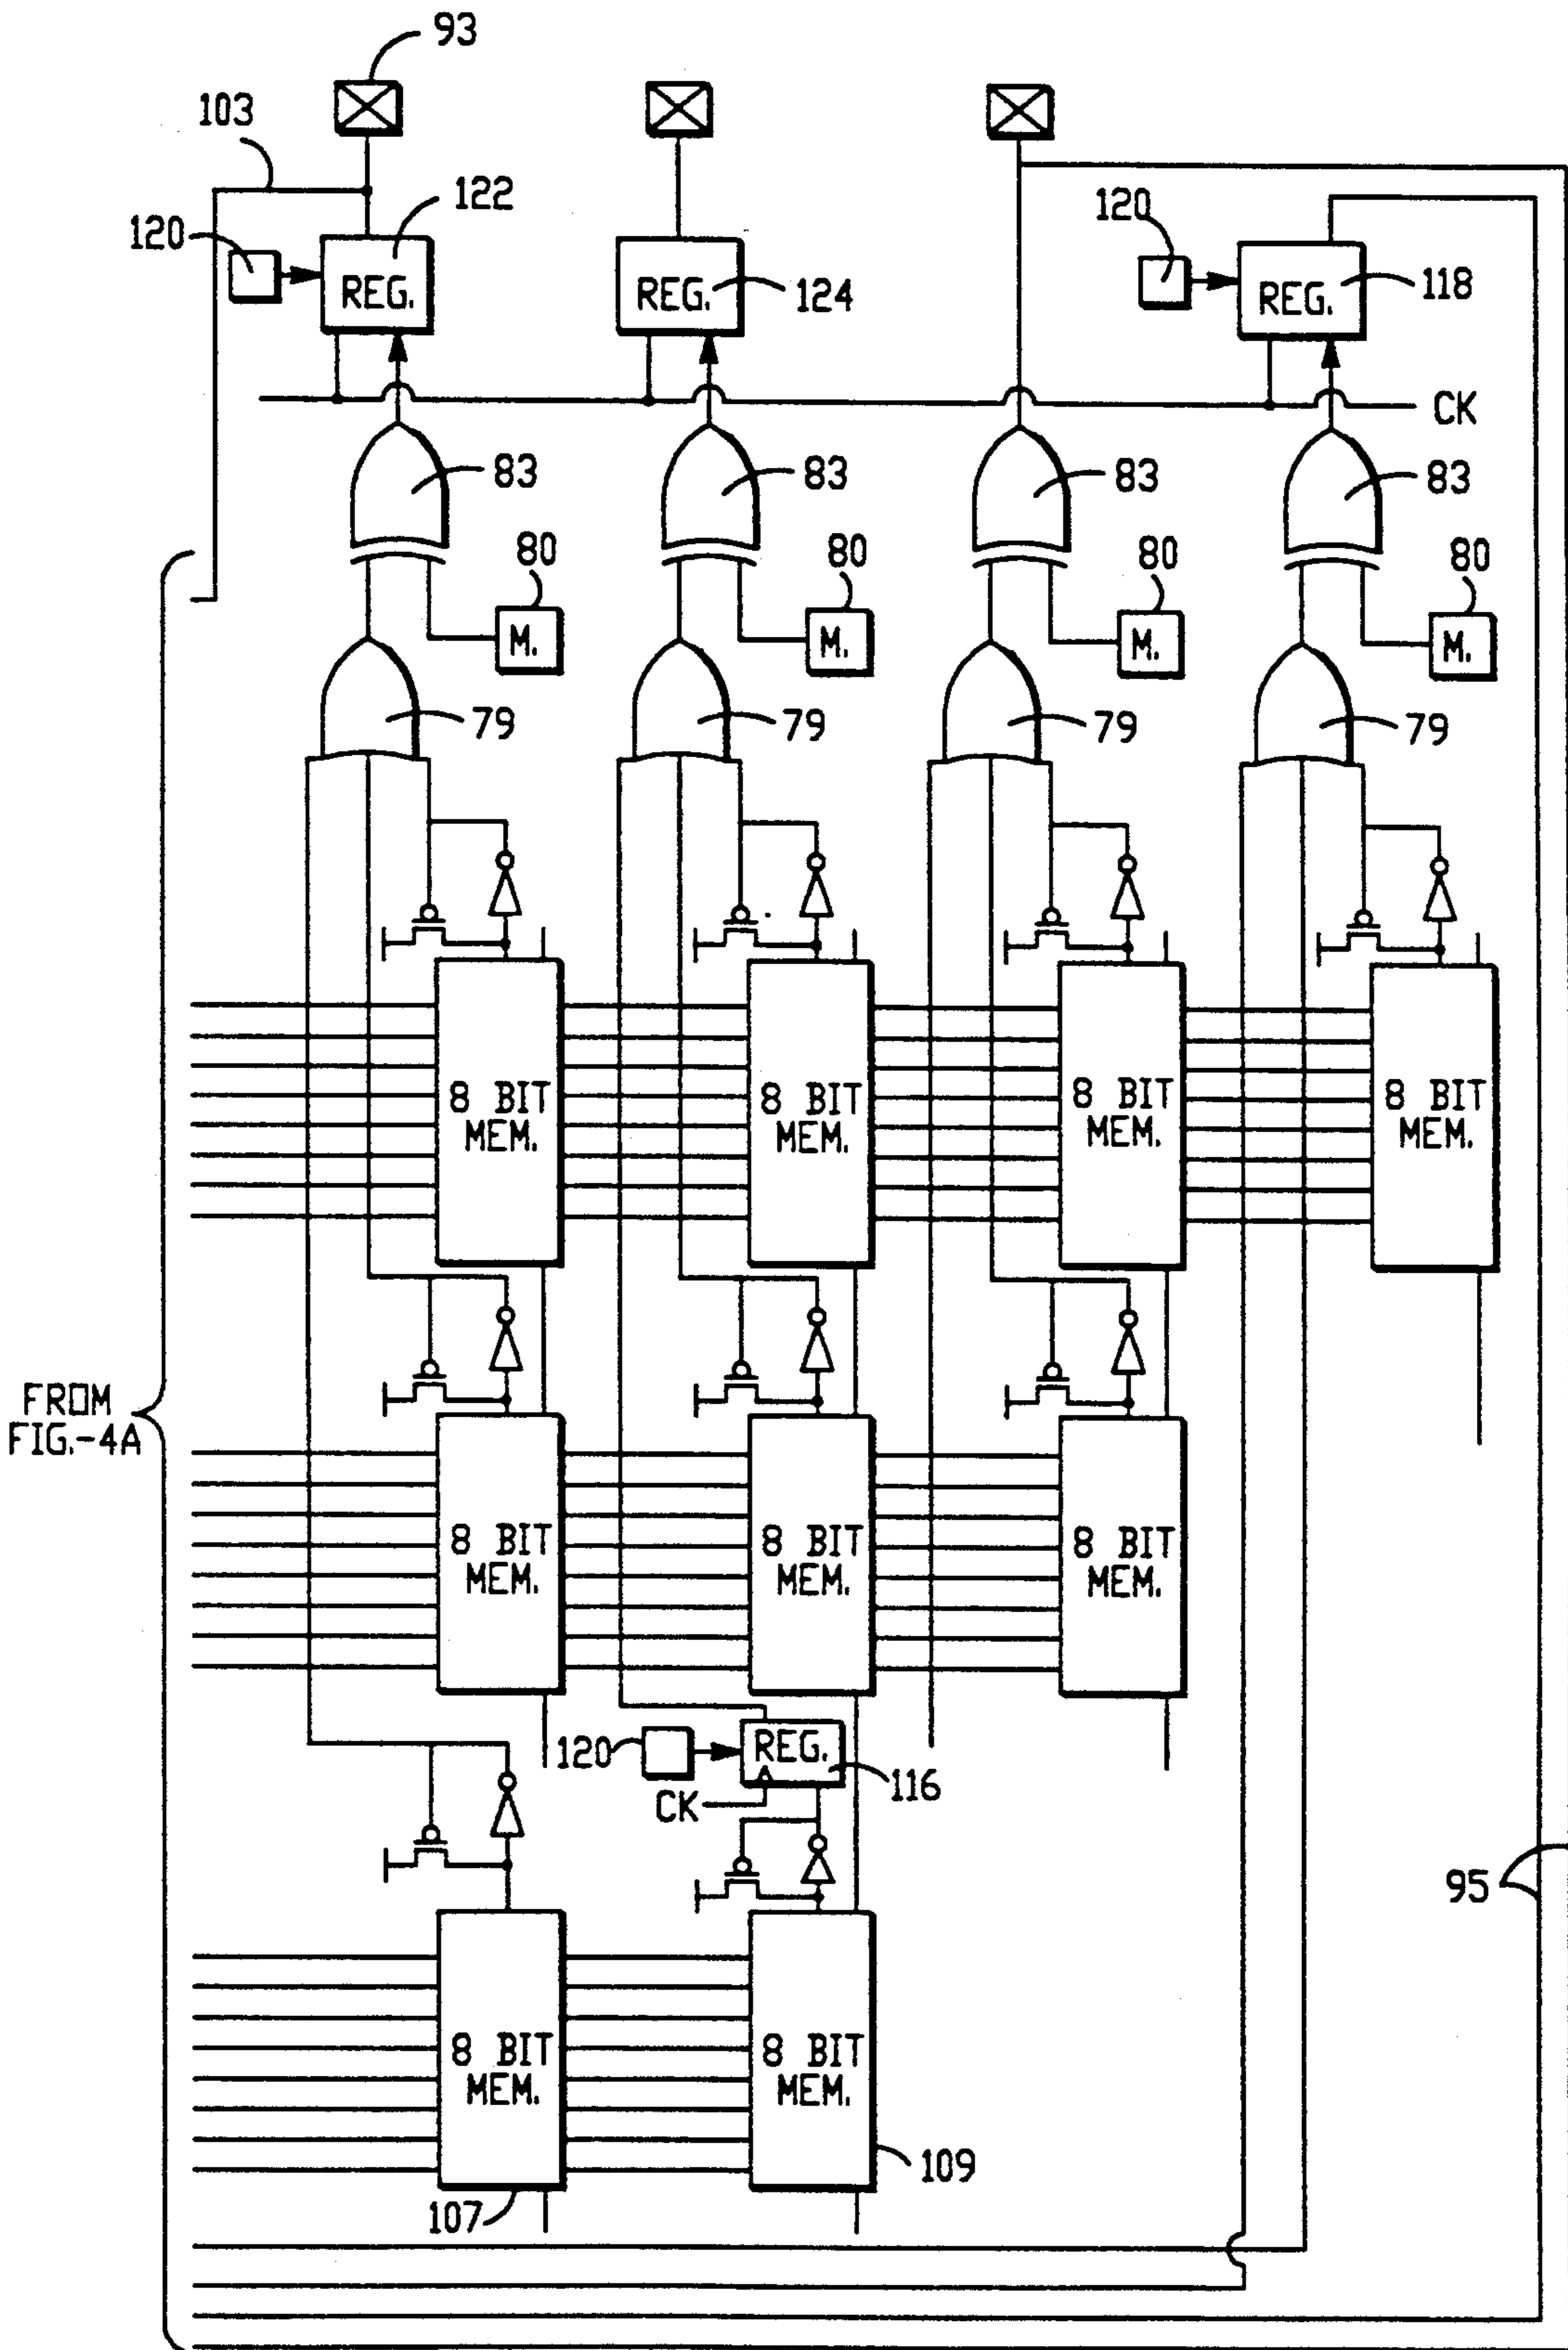 93
103
122
120
REG.
REG.
124
120
REG.
118
CK
83
83
83
83
80
80
80
80
M.
M.
M.
M.
79
79
79
79
8 BIT
MEM.
8 BIT
MEM.
8 BIT
MEM.
8 BIT
MEM.
FROM
FIG.-4A
8 BIT
MEM.
8 BIT
MEM.
8 BIT
MEM.
120
REG.
116
CK
95
8 BIT
MEM.
8 BIT
MEM.
109
107